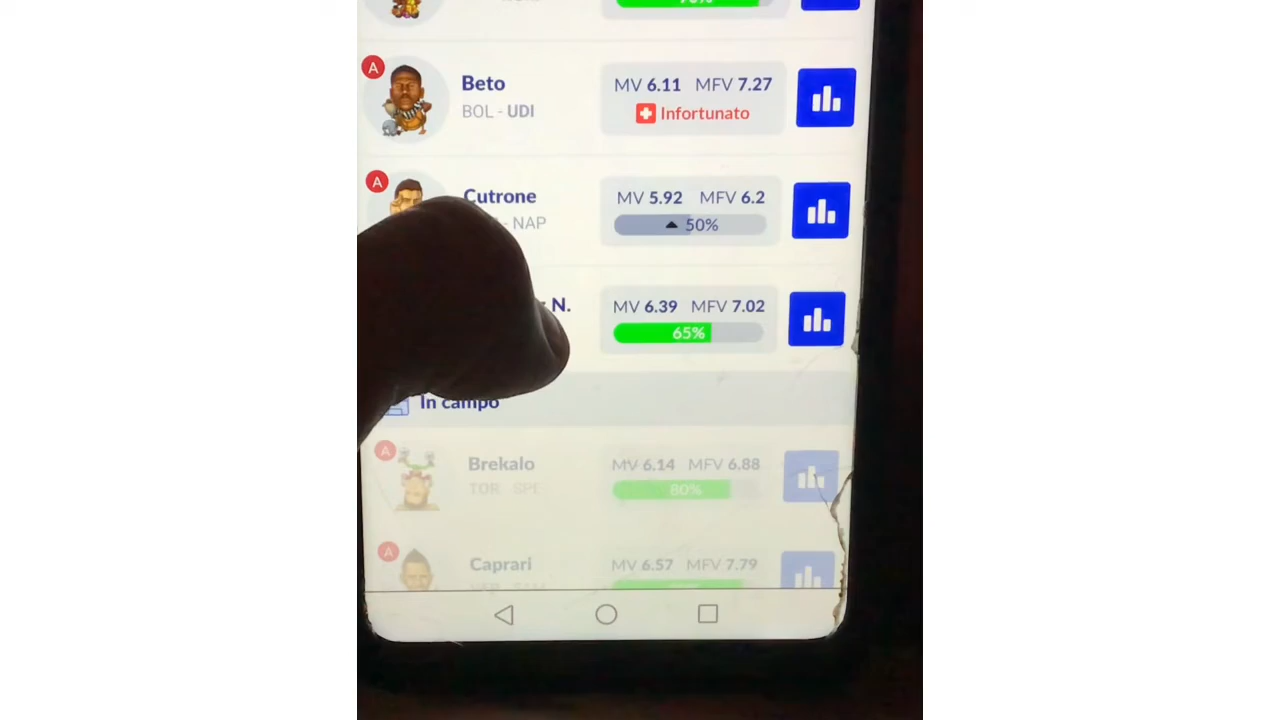 A
Beto
MV 6.11 MFV 7.27
BOL - UDI
Infortunato
A
Cutrone
MV 5.92 MFV 6.2
- NAP
50%
N.
MV 6.39 MFV 7.02
65%
In campo
A
Brekalo
MV 6.14 MFV 6.88
TOR - SPE
80%
A
Caprari
MV 6.57 MFV 7.79